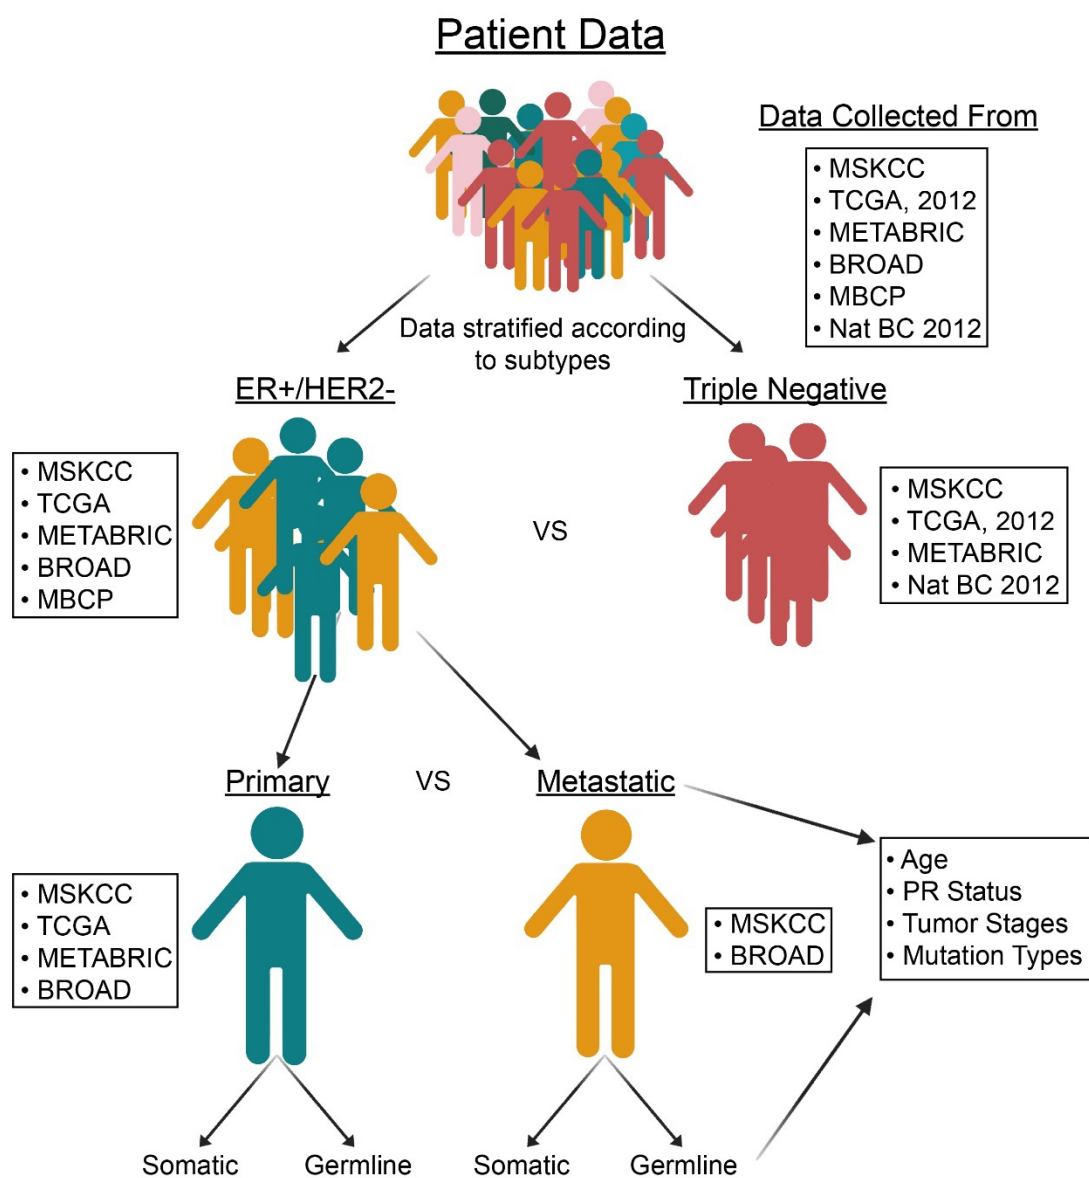 Patient Data
Data Collected From
• MSKCC
• TCGA, 2012
• METABRIC
• BROAD
• MBCP
• Nat BC 2012
Data stratified according
to subtypes
ER+/HER2-
Triple Negative
• MSKCC
• TCGA
• METABRIC
• BROAD
• MBCP
VS
• MSKCC
• TCGA, 2012
• METABRIC
• Nat BC 2012
Primary
VS
Metastatic
• MSKCC
• TCGA
• METABRIC
• BROAD
• MSKCC
• BROAD
• Age
• PR Status
• Tumor Stages
• Mutation Types
Somatic
Germline
Somatic
Germline